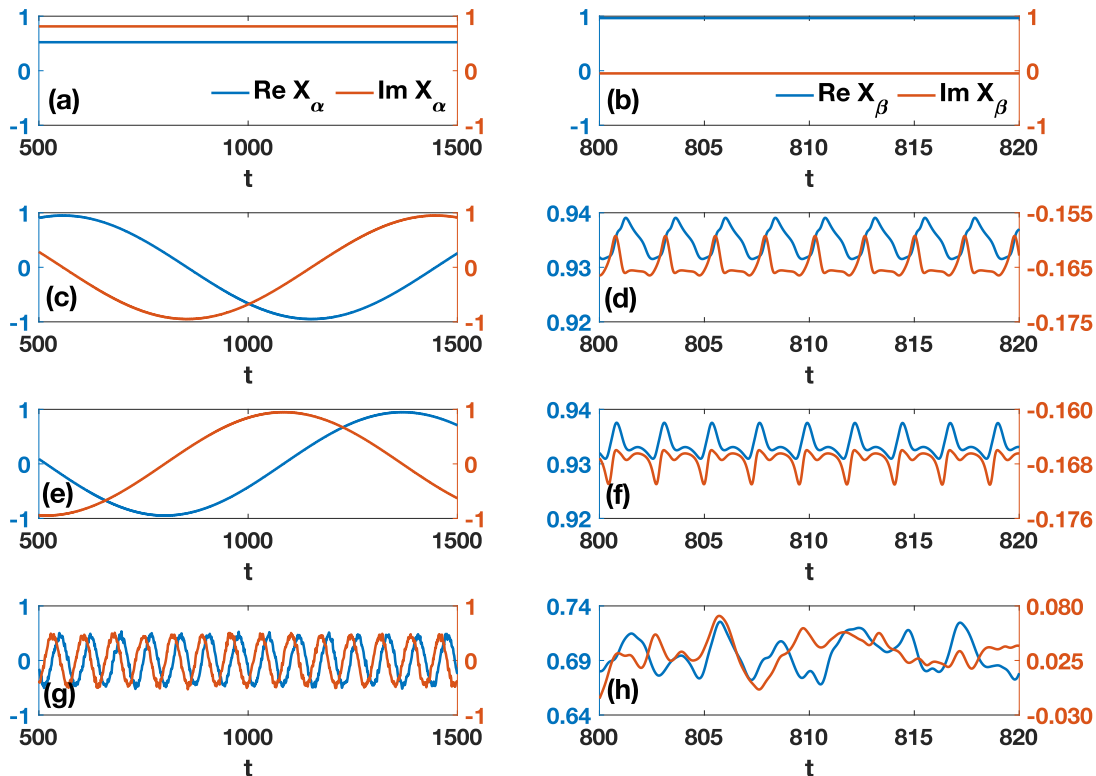 1 1 1 1
0 0 0 0
(a) Re X_α Im X_α (b) Re X_β Im X_β
-1 -1 -1 -1
500 1000 1500 800 805 810 815 820
t t
1 1 0.94 -0.155
0 0 0.93 -0.165
(c) (d)
-1 -1 0.92 -0.175
500 1000 1500 800 805 810 815 820
t t
1 1 0.94 -0.160
0 0 0.93 -0.168
(e) (f)
-1 -1 0.92 -0.176
500 1000 1500 800 805 810 815 820
t t
1 1 0.74 0.080
0 0 0.69 0.025
(g) (h)
-1 -1 0.64 -0.030
500 1000 1500 800 805 810 815 820
t t